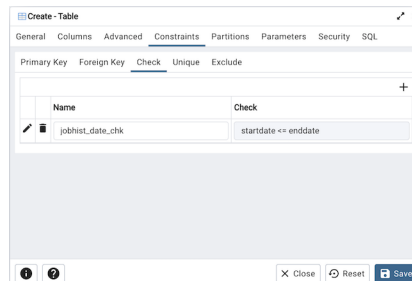 Create - Table
General Columns Advanced Constraints Partitions Parameters Security SQL
Primary Key Foreign Key Check Unique Exclude
Name Check
jobhist_date_chk startdate <= enddate
Close Reset Save